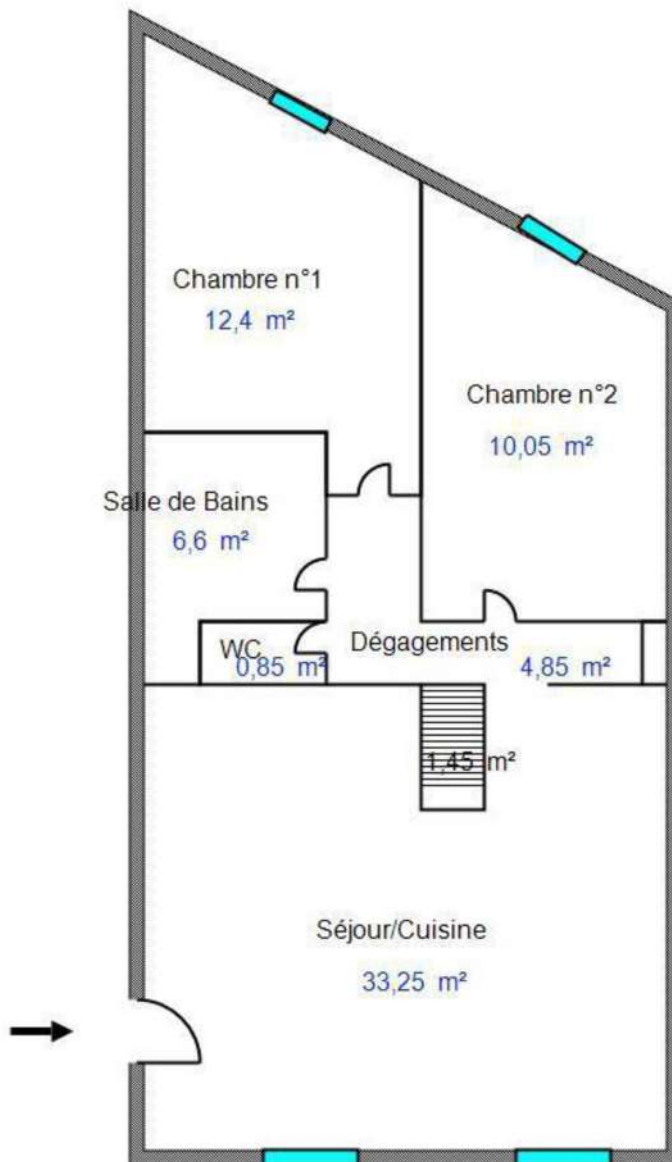 Chambre n°1
12,4 m²
Chambre n°2
10,05 m²
Salle de Bains
6,6 m²
WC
0,85 m²
Dégagements
4,85 m²
1,45 m²
Séjour/Cuisine
33,25 m²